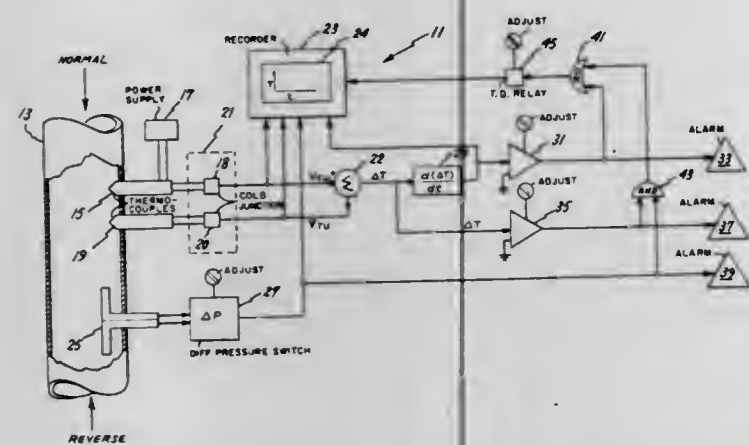 ADJUST
23
24
11
RECORDER
45
41
NORMAL
T
t
POWER
SUPPLY
17
T.D. RELAY
13
21
ADJUST
31
ALARM
18
22
33
15
Σ
ΔT
d(ΔT)
dt
THERMO-
COUPLES
COLD
JUNCTION
AND
43
19
20
V TU
ADJUST
35
ALARM
ΔT
37
ADJUST
ALARM
27
39
25
ΔP
DIFF PRESSURE SWITCH
REVERSE